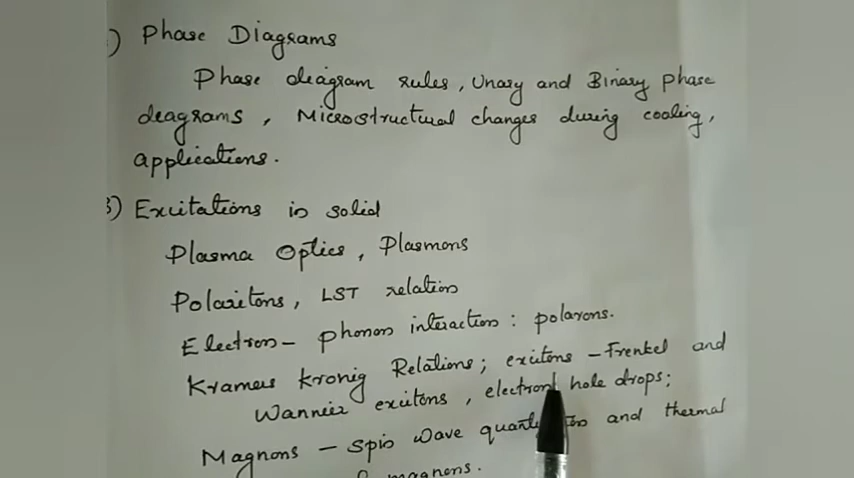 ) Phase Diagrams
Phase diagram rules, Unary and Binary phase
deagrams, Microstructural changes during cooling,
applications.
3) Excitations in solid
Plasma Optics, Plasmons
Polaritons, LST relation
Electron - phonon interaction : polarons.
Kramers Kronig Relations; excitons - Frenkel and
Wannier excitons, electron hole drops;
Magnons - Spin wave and thermal
magnons.